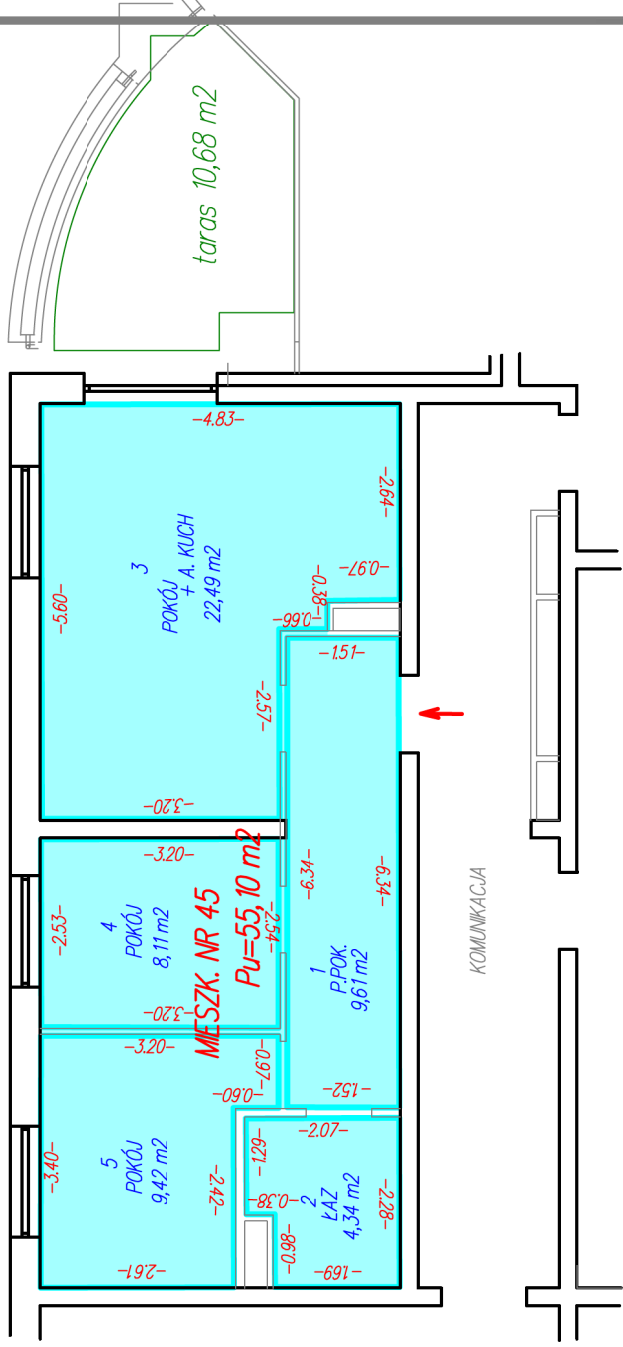 taras 10,68 m2
-4.83-
-2.64-
-0.97-
-0.38-
-0.66-
3
POKÓJ
+ A. KUCH
22,49 m2
-5.60-
-1.51-
-2.57-
-3.20-
-3.20-
MIESZK. NR 45
Pu=55,10 m2
-6.34-
-6.34-
4
POKÓJ
8,11 m2
-2.53-
-2.54-
-3.20-
1
P.POK.
9,61 m2
KOMUNIKACJA
-3.20-
-0.97-
-0.60-
-1.52-
-2.07-
5
POKÓJ
9,42 m2
-3.40-
-2.42-
-1.29-
-0.38-
2
ŁAZ
4,34 m2
-2.28-
-0.98-
-2.61-
-1.69-